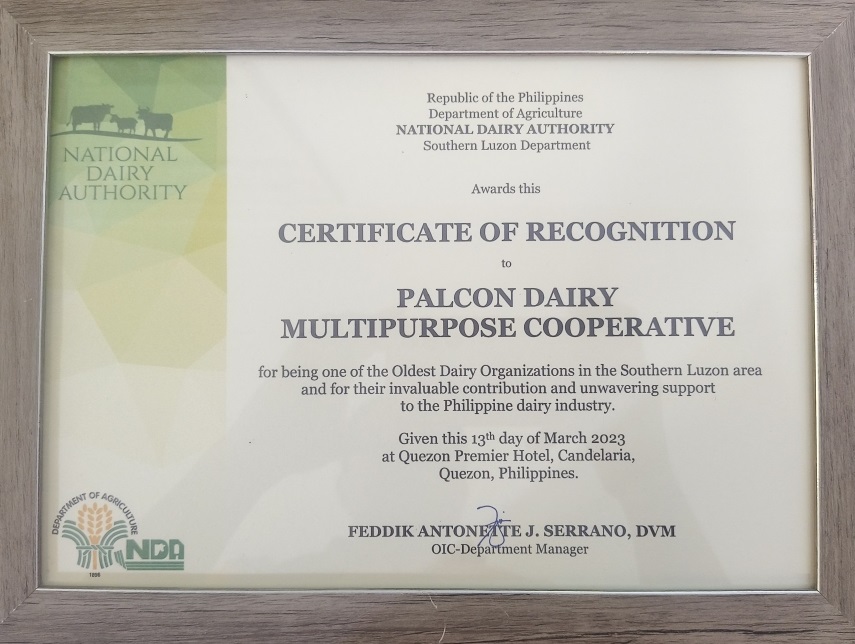 NATIONAL
DAIRY
AUTHORITY
Republic of the Philippines
Department of Agriculture
NATIONAL DAIRY AUTHORITY
Southern Luzon Department
Awards this
CERTIFICATE OF RECOGNITION
to
PALCON DAIRY
MULTIPURPOSE COOPERATIVE
for being one of the Oldest Dairy Organizations in the Southern Luzon area
and for their invaluable contribution and unwavering support
to the Philippine dairy industry.
Given this 13th day of March 2023
at Quezon Premier Hotel, Candelaria,
Quezon, Philippines.
FEDDIK ANTONETTE J. SERRANO, DVM
OIC-Department Manager
DEPARTMENT OF AGRICULTURE
NDA
1898